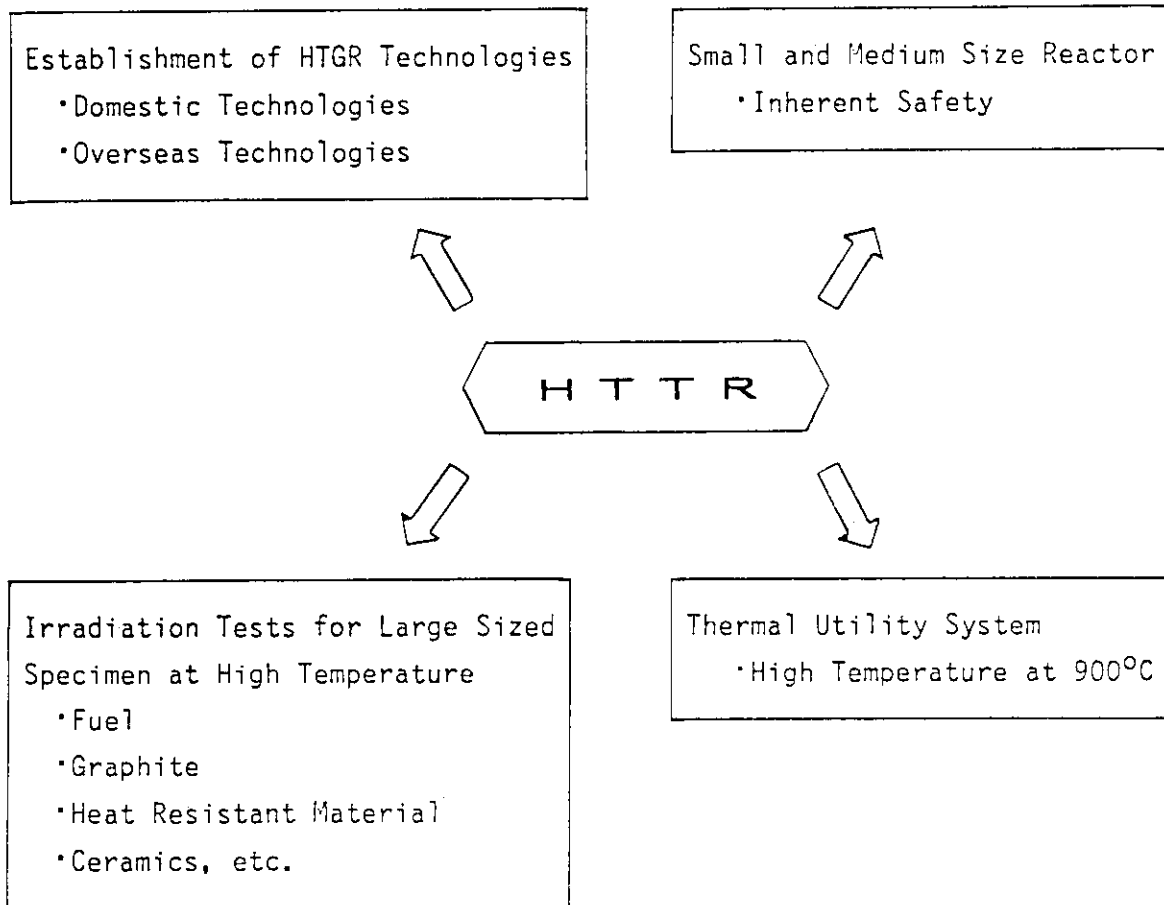 Establishment of HTGR Technologies
・Domestic Technologies
・Overseas Technologies
Small and Medium Size Reactor
・Inherent Safety
H T T R
Irradiation Tests for Large Sized
Specimen at High Temperature
・Fuel
・Graphite
・Heat Resistant Material
・Ceramics, etc.
Thermal Utility System
・High Temperature at 900°C